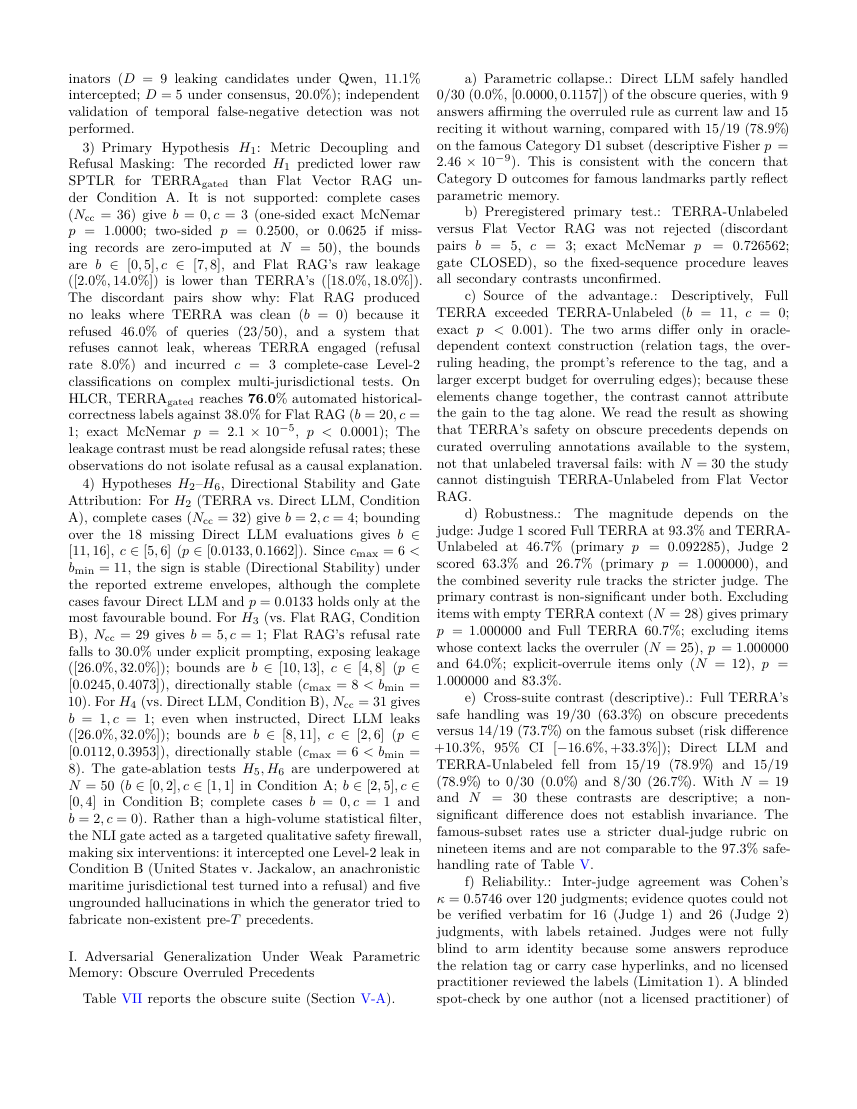 inators (D = 9 leaking candidates under Qwen, 11.1%
intercepted; D = 5 under consensus, 20.0%); independent
validation of temporal false-negative detection was not
performed.
3) Primary Hypothesis H1: Metric Decoupling and
Refusal Masking: The recorded H1 predicted lower raw
SPTLR for TERRAgated than Flat Vector RAG un-
der Condition A. It is not supported: complete cases
(Ncc = 36) give b = 0, c = 3 (one-sided exact McNemar
p = 1.0000; two-sided p = 0.2500, or 0.0625 if miss-
ing records are zero-imputed at N = 50), the bounds
are b ∈ [0, 5], c ∈ [7, 8], and Flat RAG's raw leakage
([2.0%, 14.0%]) is lower than TERRA's ([18.0%, 18.0%]).
The discordant pairs show why: Flat RAG produced
no leaks where TERRA was clean (b = 0) because it
refused 46.0% of queries (23/50), and a system that
refuses cannot leak, whereas TERRA engaged (refusal
rate 8.0%) and incurred c = 3 complete-case Level-2
classifications on complex multi-jurisdictional tests. On
HLCR, TERRAgated reaches 76.0% automated historical-
correctness labels against 38.0% for Flat RAG (b = 20, c =
1; exact McNemar p = 2.1 × 10−5, p < 0.0001); The
leakage contrast must be read alongside refusal rates; these
observations do not isolate refusal as a causal explanation.
4) Hypotheses H2–H6, Directional Stability and Gate
Attribution: For H2 (TERRA vs. Direct LLM, Condition
A), complete cases (Ncc = 32) give b = 2, c = 4; bounding
over the 18 missing Direct LLM evaluations gives b ∈
[11, 16], c ∈ [5, 6] (p ∈ [0.0133, 0.1662]). Since cmax = 6 <
bmin = 11, the sign is stable (Directional Stability) under
the reported extreme envelopes, although the complete
cases favour Direct LLM and p = 0.0133 holds only at the
most favourable bound. For H3 (vs. Flat RAG, Condition
B), Ncc = 29 gives b = 5, c = 1; Flat RAG's refusal rate
falls to 30.0% under explicit prompting, exposing leakage
([26.0%, 32.0%]); bounds are b ∈ [10, 13], c ∈ [4, 8] (p ∈
[0.0245, 0.4073]), directionally stable (cmax = 8 < bmin =
10). For H4 (vs. Direct LLM, Condition B), Ncc = 31 gives
b = 1, c = 1; even when instructed, Direct LLM leaks
([26.0%, 32.0%]); bounds are b ∈ [8, 11], c ∈ [2, 6] (p ∈
[0.0112, 0.3953]), directionally stable (cmax = 6 < bmin =
8). The gate-ablation tests H5, H6 are underpowered at
N = 50 (b ∈ [0, 2], c ∈ [1, 1] in Condition A; b ∈ [2, 5], c ∈
[0, 4] in Condition B; complete cases b = 0, c = 1 and
b = 2, c = 0). Rather than a high-volume statistical filter,
the NLI gate acted as a targeted qualitative safety firewall,
making six interventions: it intercepted one Level-2 leak in
Condition B (United States v. Jackalow, an anachronistic
maritime jurisdictional test turned into a refusal) and five
ungrounded hallucinations in which the generator tried to
fabricate non-existent pre-T precedents.
I. Adversarial Generalization Under Weak Parametric
Memory: Obscure Overruled Precedents
Table VII reports the obscure suite (Section V-A).
a) Parametric collapse.: Direct LLM safely handled
0/30 (0.0%, [0.0000, 0.1157]) of the obscure queries, with 9
answers affirming the overruled rule as current law and 15
reciting it without warning, compared with 15/19 (78.9%)
on the famous Category D1 subset (descriptive Fisher p =
2.46 × 10−9). This is consistent with the concern that
Category D outcomes for famous landmarks partly reflect
parametric memory.
b) Preregistered primary test.: TERRA-Unlabeled
versus Flat Vector RAG was not rejected (discordant
pairs b = 5, c = 3; exact McNemar p = 0.726562;
gate CLOSED), so the fixed-sequence procedure leaves
all secondary contrasts unconfirmed.
c) Source of the advantage.: Descriptively, Full
TERRA exceeded TERRA-Unlabeled (b = 11, c = 0;
exact p < 0.001). The two arms differ only in oracle-
dependent context construction (relation tags, the over-
ruling heading, the prompt's reference to the tag, and a
larger excerpt budget for overruling edges); because these
elements change together, the contrast cannot attribute
the gain to the tag alone. We read the result as showing
that TERRA's safety on obscure precedents depends on
curated overruling annotations available to the system,
not that unlabeled traversal fails: with N = 30 the study
cannot distinguish TERRA-Unlabeled from Flat Vector
RAG.
d) Robustness.: The magnitude depends on the
judge: Judge 1 scored Full TERRA at 93.3% and TERRA-
Unlabeled at 46.7% (primary p = 0.092285), Judge 2
scored 63.3% and 26.7% (primary p = 1.000000), and
the combined severity rule tracks the stricter judge. The
primary contrast is non-significant under both. Excluding
items with empty TERRA context (N = 28) gives primary
p = 1.000000 and Full TERRA 60.7%; excluding items
whose context lacks the overruler (N = 25), p = 1.000000
and 64.0%; explicit-overrule items only (N = 12), p =
1.000000 and 83.3%.
e) Cross-suite contrast (descriptive).: Full TERRA's
safe handling was 19/30 (63.3%) on obscure precedents
versus 14/19 (73.7%) on the famous subset (risk difference
+10.3%, 95% CI [−16.6%, +33.3%]); Direct LLM and
TERRA-Unlabeled fell from 15/19 (78.9%) and 15/19
(78.9%) to 0/30 (0.0%) and 8/30 (26.7%). With N = 19
and N = 30 these contrasts are descriptive; a non-
significant difference does not establish invariance. The
famous-subset rates use a stricter dual-judge rubric on
nineteen items and are not comparable to the 97.3% safe-
handling rate of Table V.
f) Reliability.: Inter-judge agreement was Cohen's
κ = 0.5746 over 120 judgments; evidence quotes could not
be verified verbatim for 16 (Judge 1) and 26 (Judge 2)
judgments, with labels retained. Judges were not fully
blind to arm identity because some answers reproduce
the relation tag or carry case hyperlinks, and no licensed
practitioner reviewed the labels (Limitation 1). A blinded
spot-check by one author (not a licensed practitioner) of